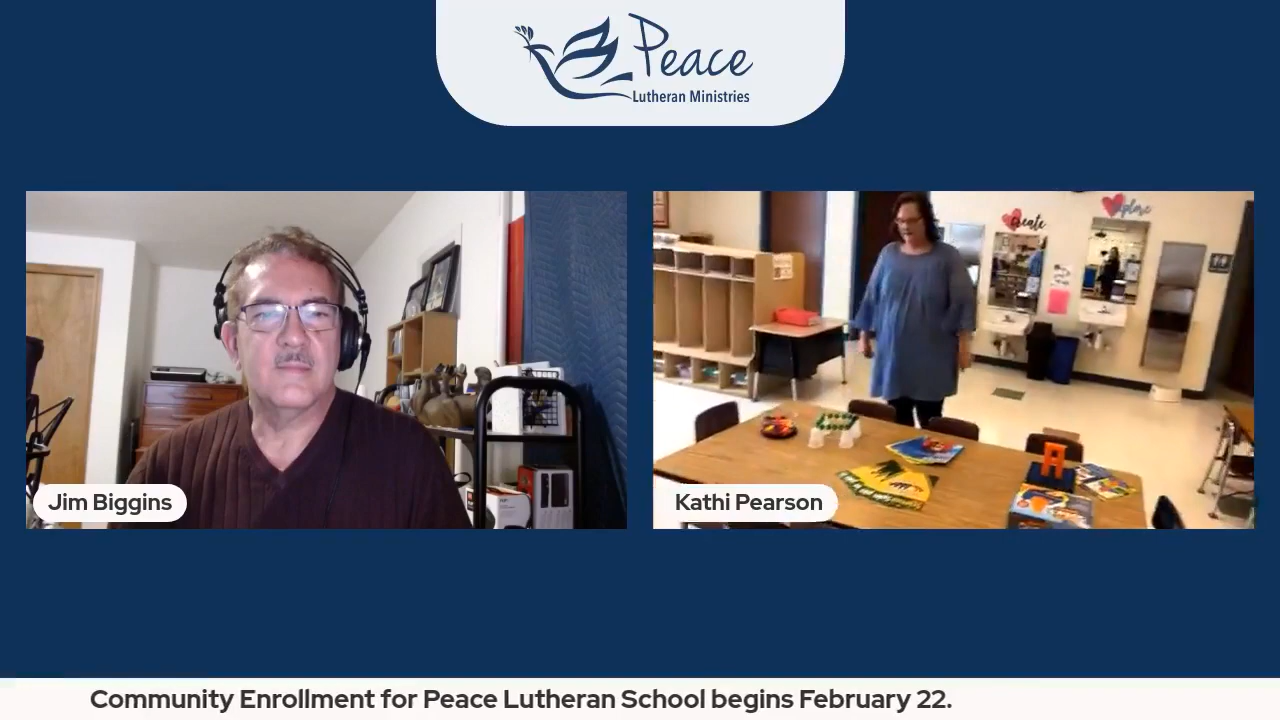 Peace
Lutheran Ministries
create
explore
Jim Biggins
Kathi Pearson
Community Enrollment for Peace Lutheran School begins February 22.